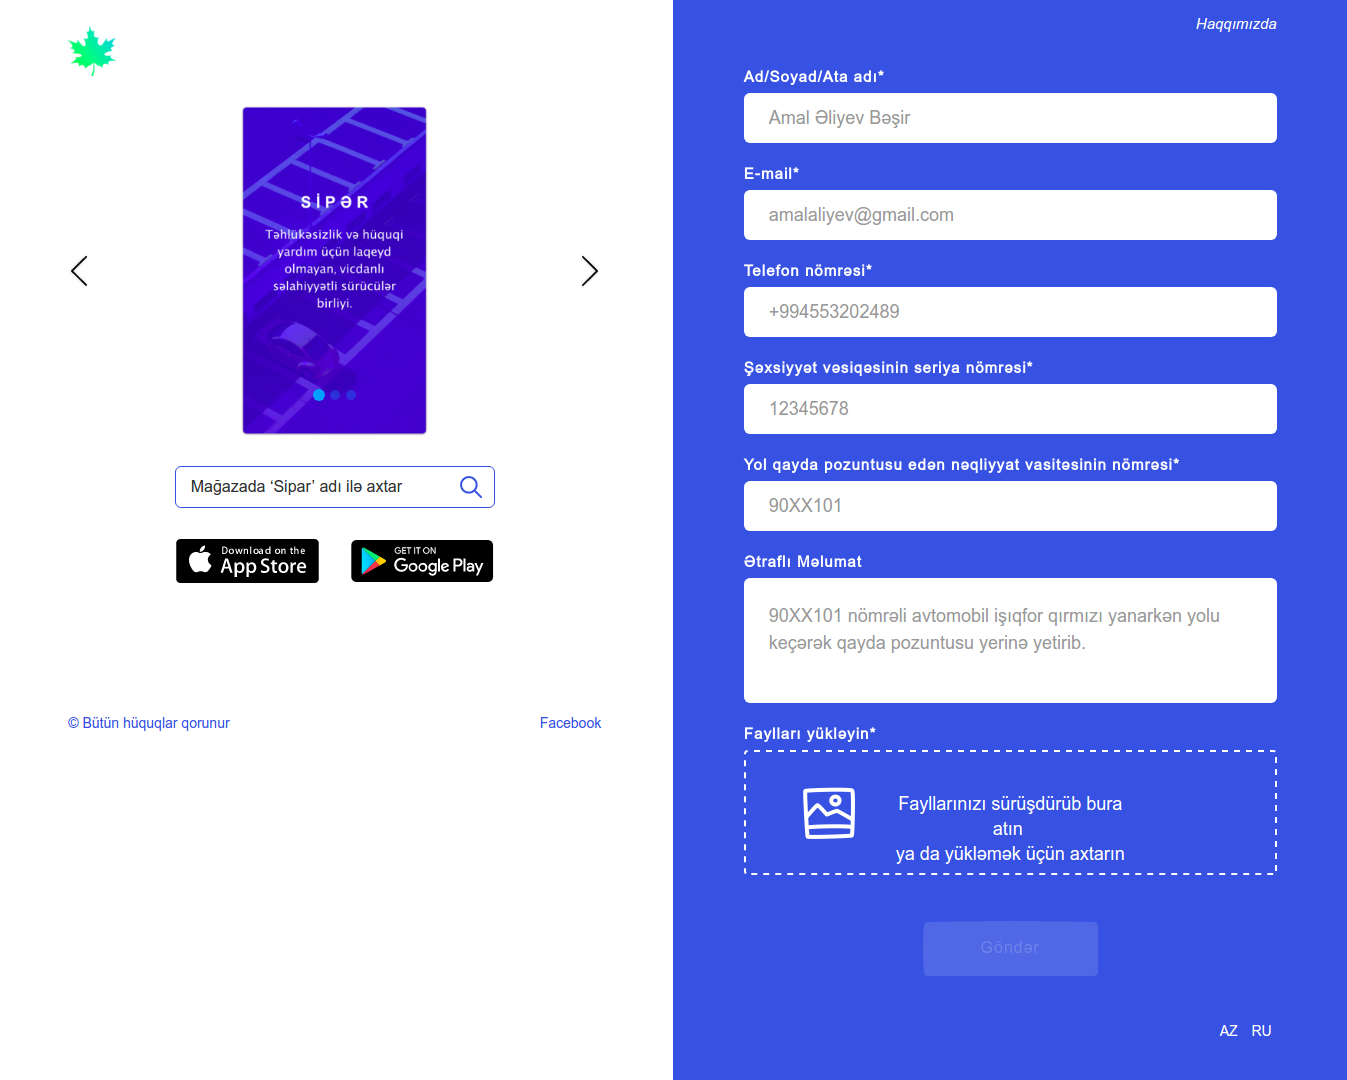 SİPƏR
Təhlükəsizlik və hüquqi
yardım üçün laqeyd
olmayan, vicdanlı
səlahiyyətli sürücülər
birliyi.
Mağazada ‘Sipar’ adı ilə axtar
Download on the
App Store
GET IT ON
Google Play
© Bütün hüquqlar qorunur
Facebook
Haqqımızda
Ad/Soyad/Ata adı*
Amal Əliyev Bəşir
E-mail*
amalaliyev@gmail.com
Telefon nömrəsi*
+994553202489
Şəxsiyyət vəsiqəsinin seriya nömrəsi*
12345678
Yol qayda pozuntusu edən nəqliyyat vasitəsinin nömrəsi*
90XX101
Ətraflı Məlumat
90XX101 nömrəli avtomobil işıqfor qırmızı yanarkən yolu
keçərək qayda pozuntusu yerinə yetirib.
Faylları yükləyin*
Fayllarınızı sürüşdürüb bura
atın
ya da yükləmək üçün axtarın
Göndər
AZ RU